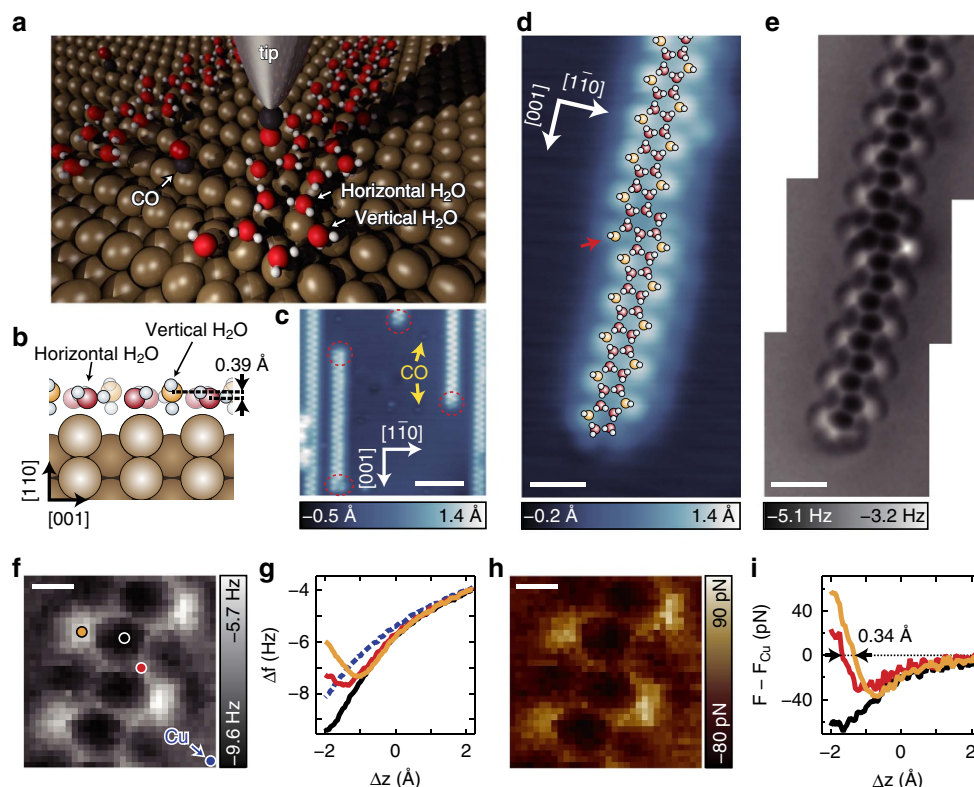 a
tip
CO
Horizontal H₂O
Vertical H₂O
b
Vertical H₂O
Horizontal H₂O
0.39 Å
[110]
[001]
c
CO
[11̅0]
[001]
−0.5 Å 1.4 Å
d
[001]
[11̅0]
−0.2 Å 1.4 Å
e
−5.1 Hz −3.2 Hz
f
Cu
−9.6 Hz −5.7 Hz
g
−4
−6
−8
Δf (Hz)
−2 0 2
Δz (Å)
h
−80 pN 90 pN
i
40
0
−40
F − F_Cu (pN)
0.34 Å
−2 0 2
Δz (Å)